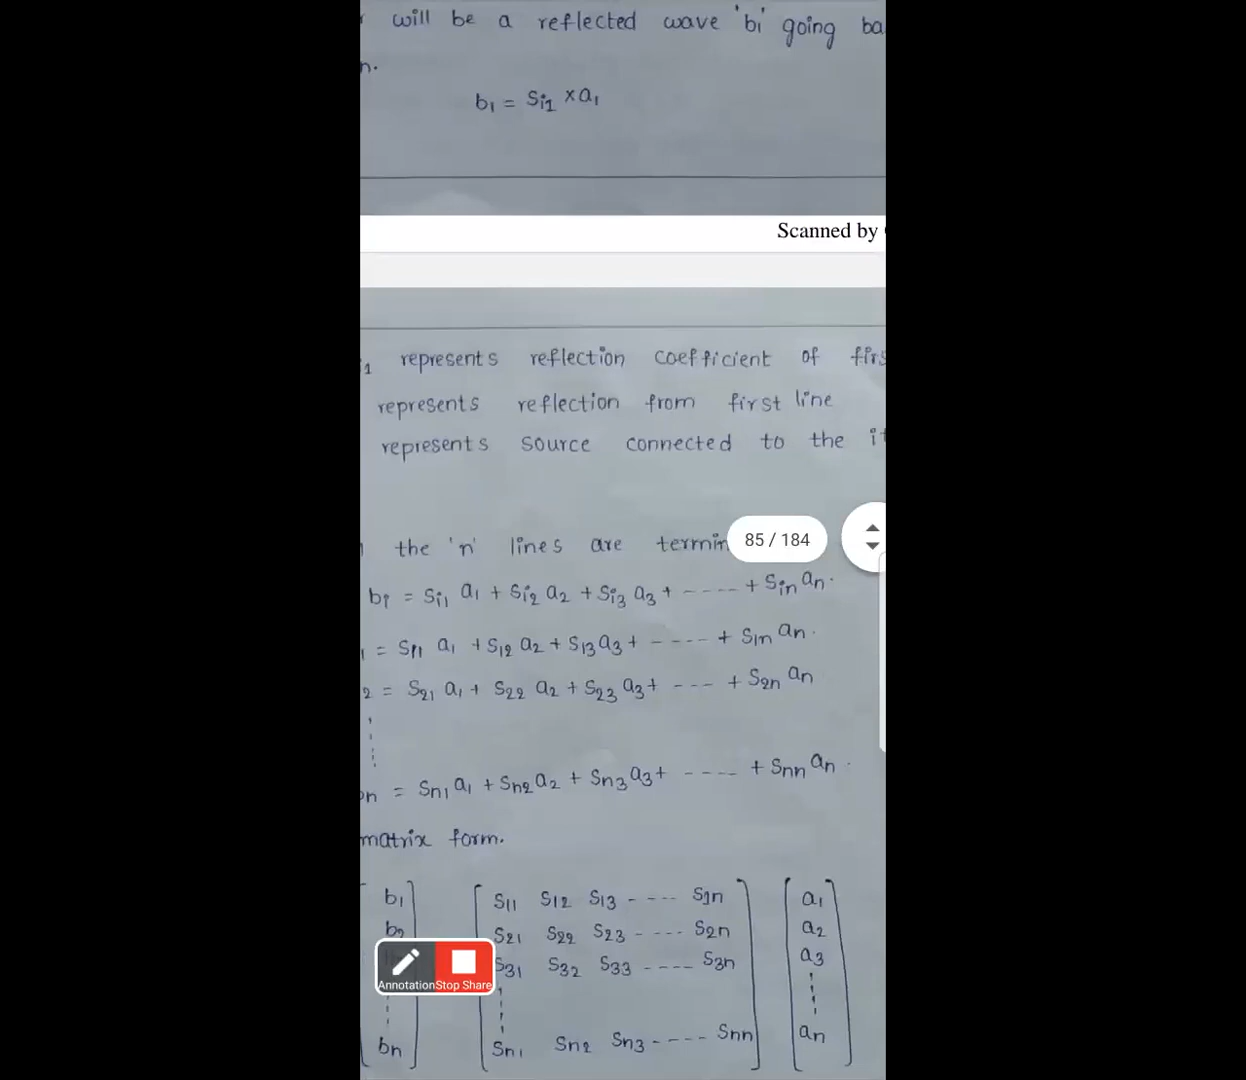 will be a reflected wave 'bi' going ba
n.
b₁ = Si1 × a₁
Scanned by
1 represents reflection coefficient of firs
represents reflection from first line
represents source connected to the it
the 'n' lines are termin
85 / 184
bi = Si1 a1 + Si2 a2 + Si3 a3 + ---- + Sin an.
1 = S11 a1 + S12 a2 + S13 a3 + ---- + S1n an.
2 = S21 a1 + S22 a2 + S23 a3 + --- + S2n an
bn = Sn1 a1 + Sn2 a2 + Sn3 a3 + ---- + Snn an.
matrix form.
b1 S11 S12 S13 ---- S1n a1
b2 S21 S22 S23 ---- S2n a2
S31 S32 S33 ---- S3n a3
Annotation Stop Share
bn Sn1 Sn2 Sn3 ---- Snn an